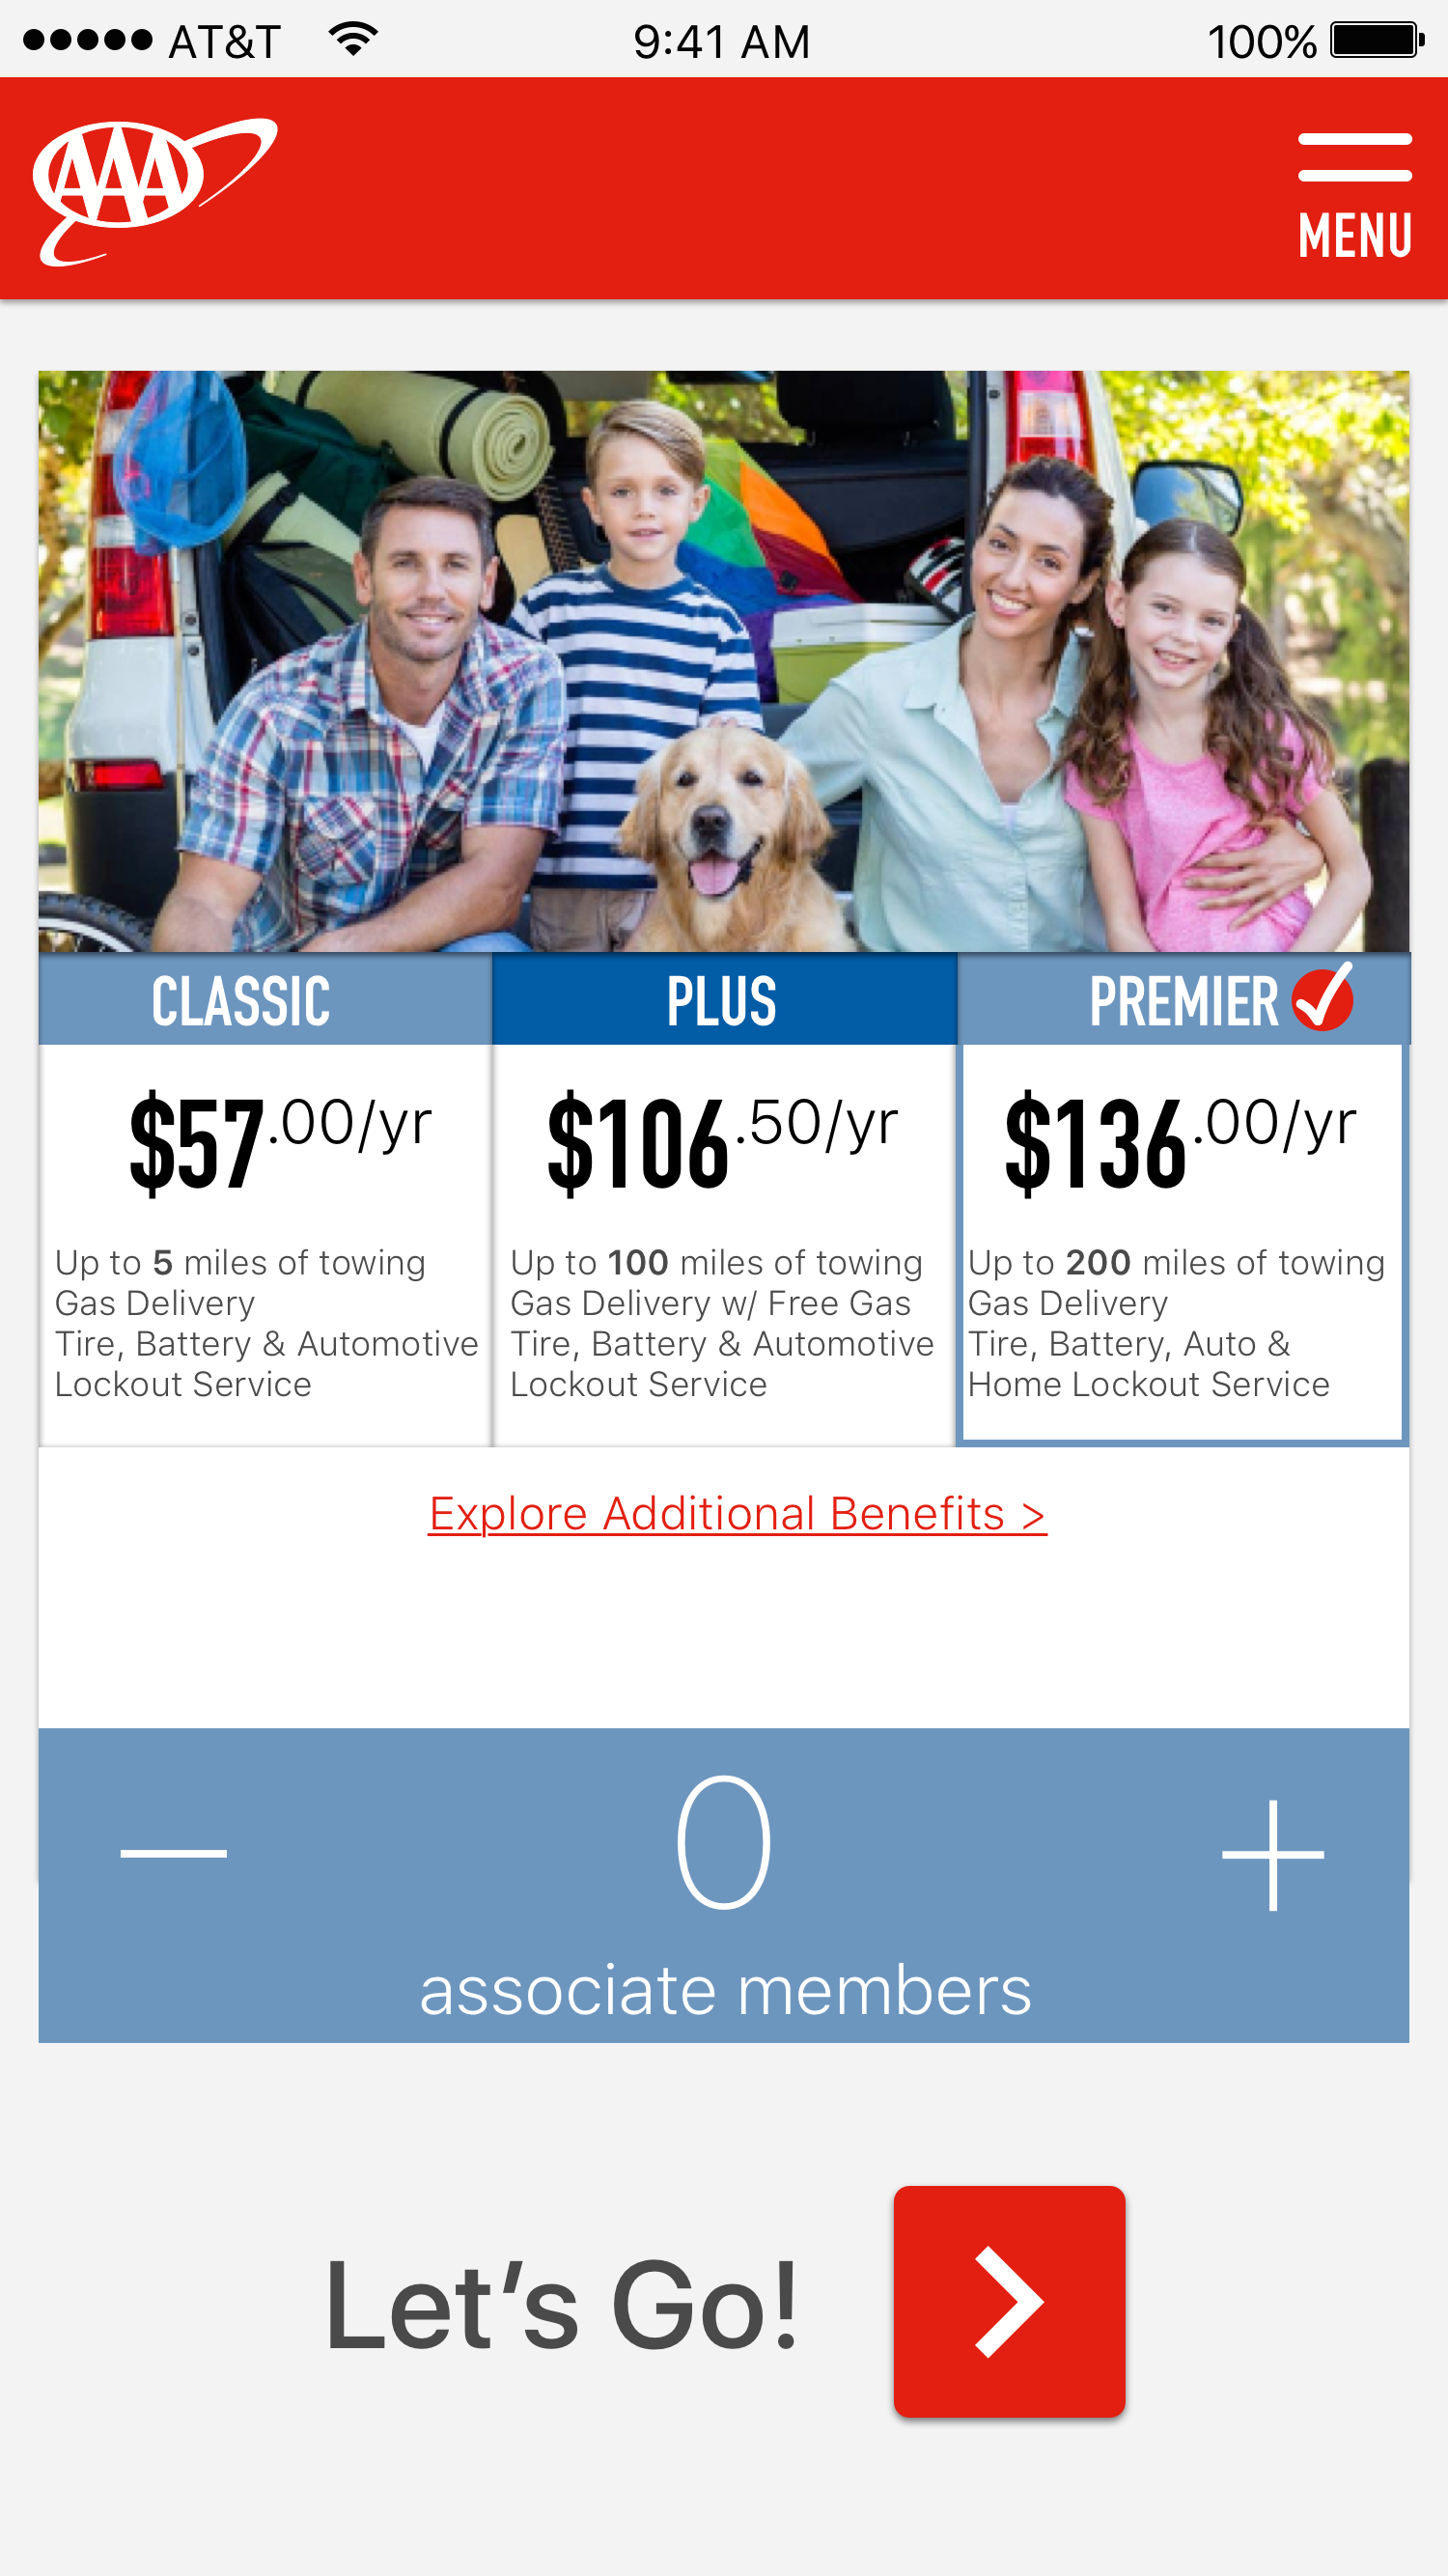 AT&T 9:41 AM 100%
AAA
MENU
CLASSIC PLUS PREMIER
$57.00/yr $106.50/yr $136.00/yr
Up to 5 miles of towing
Gas Delivery
Tire, Battery & Automotive
Lockout Service
Up to 100 miles of towing
Gas Delivery w/ Free Gas
Tire, Battery & Automotive
Lockout Service
Up to 200 miles of towing
Gas Delivery
Tire, Battery, Auto &
Home Lockout Service
Explore Additional Benefits >
0
associate members
Let’s Go!